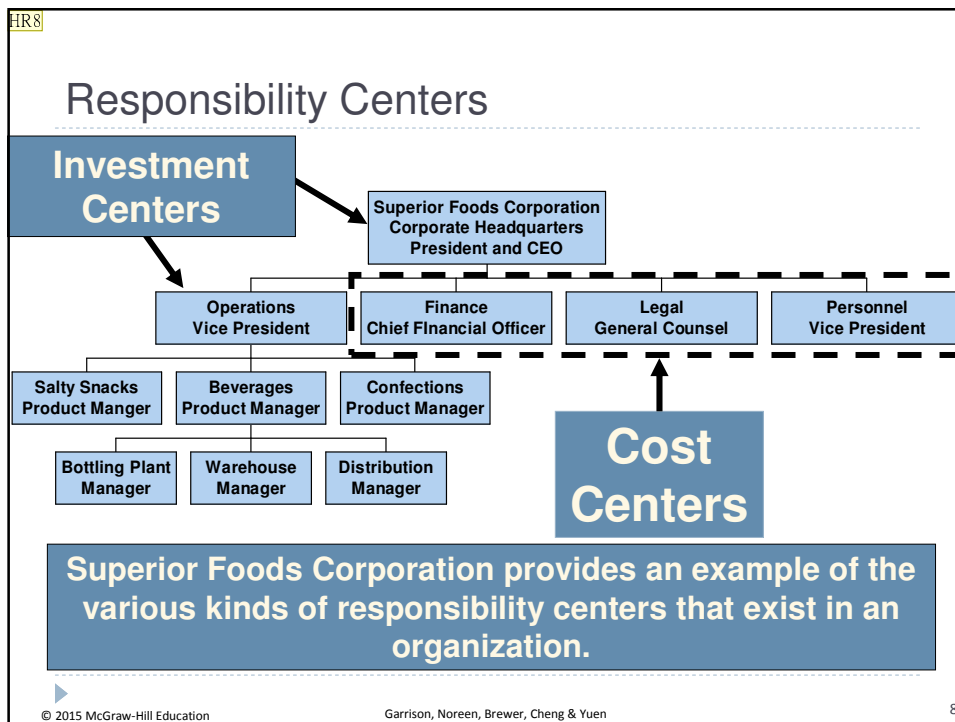 HR8
Responsibility Centers
Investment
Centers
Superior Foods Corporation
Corporate Headquarters
President and CEO
Operations
Vice President
Finance
Chief FInancial Officer
Legal
General Counsel
Personnel
Vice President
Salty Snacks
Product Manger
Beverages
Product Manager
Confections
Product Manager
Bottling Plant
Manager
Warehouse
Manager
Distribution
Manager
Cost
Centers
Superior Foods Corporation provides an example of the
various kinds of responsibility centers that exist in an
organization.
© 2015 McGraw-Hill Education
Garrison, Noreen, Brewer, Cheng & Yuen
8